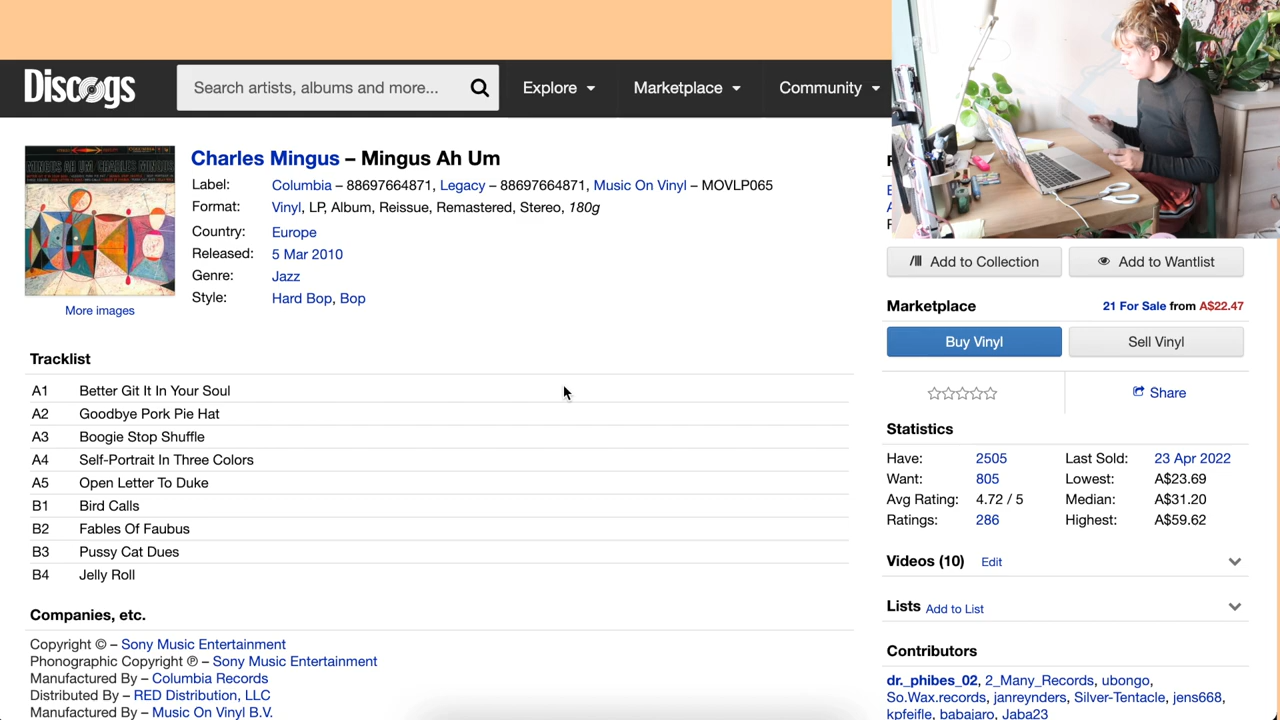 Discogs
Search artists, albums and more...
Explore
Marketplace
Community
MINGUS AH UM CHARLES MINGUS
Charles Mingus – Mingus Ah Um
Label: Columbia – 88697664871, Legacy – 88697664871, Music On Vinyl – MOVLP065
Format: Vinyl, LP, Album, Reissue, Remastered, Stereo, 180g
Country: Europe
Released: 5 Mar 2010
Genre: Jazz
Style: Hard Bop, Bop
More images
Tracklist
A1 Better Git It In Your Soul
A2 Goodbye Pork Pie Hat
A3 Boogie Stop Shuffle
A4 Self-Portrait In Three Colors
A5 Open Letter To Duke
B1 Bird Calls
B2 Fables Of Faubus
B3 Pussy Cat Dues
B4 Jelly Roll
Companies, etc.
Copyright © – Sony Music Entertainment
Phonographic Copyright ℗ – Sony Music Entertainment
Manufactured By – Columbia Records
Distributed By – RED Distribution, LLC
Manufactured By – Music On Vinyl B.V.
Add to Collection
Add to Wantlist
Marketplace
21 For Sale from A$22.47
Buy Vinyl
Sell Vinyl
Share
Statistics
Have: 2505
Last Sold: 23 Apr 2022
Want: 805
Lowest: A$23.69
Avg Rating: 4.72 / 5
Median: A$31.20
Ratings: 286
Highest: A$59.62
Videos (10) Edit
Lists Add to List
Contributors
dr._phibes_02, 2_Many_Records, ubongo,
So.Wax.records, janreynders, Silver-Tentacle, jens668,
kpfeifle, babajaro, Jaba23